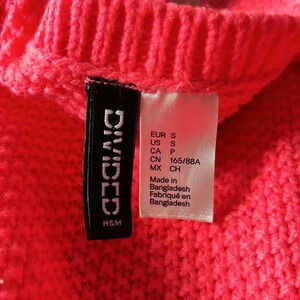 DIVIDED
H&M
EUR S
US S
CA P
CN 165/88A
MX CH
Made in
Bangladesh
Fabriqué en
Bangladesh